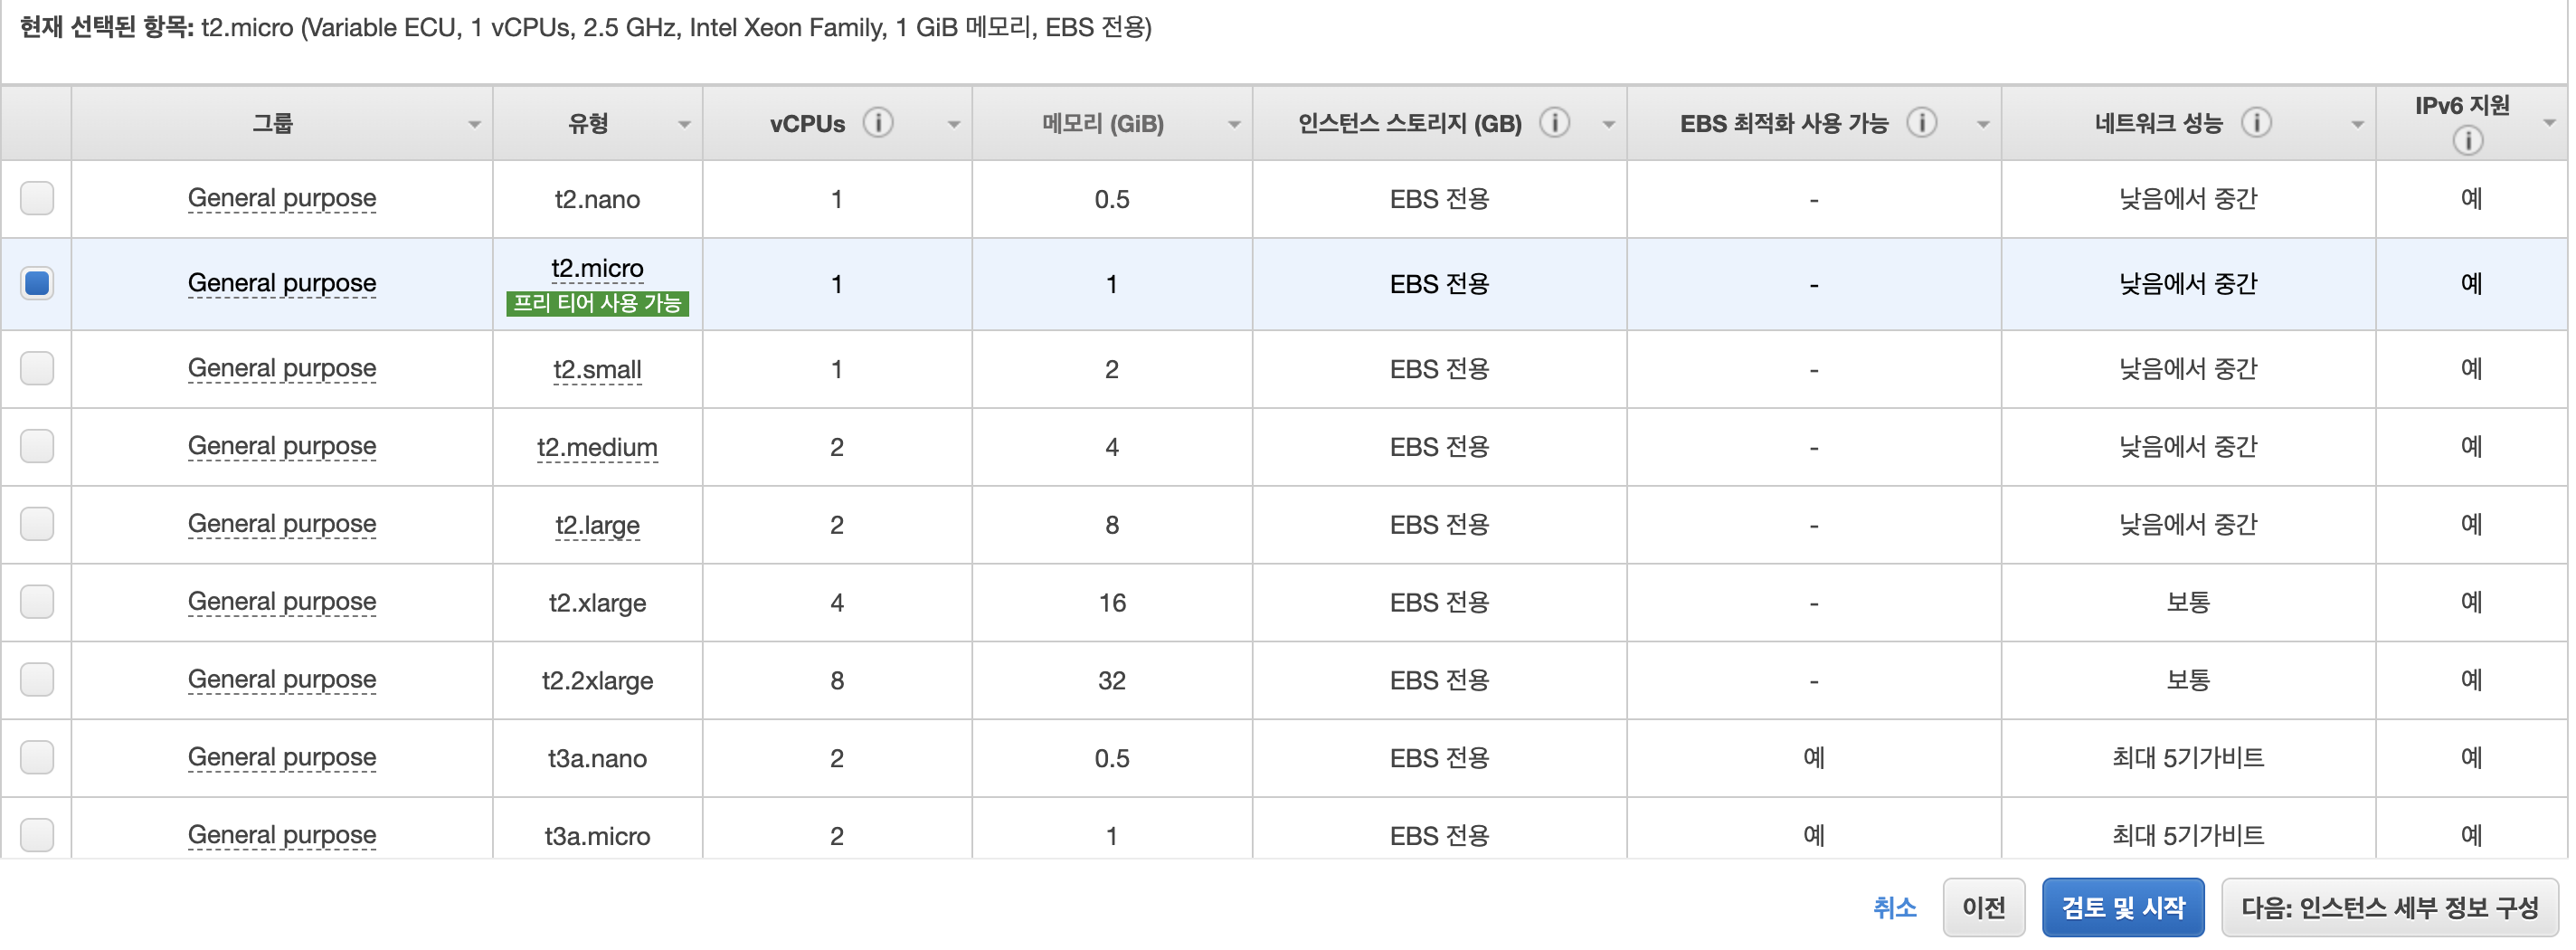 현재 선택된 항목: t2.micro (Variable ECU, 1 vCPUs, 2.5 GHz, Intel Xeon Family, 1 GiB 메모리, EBS 전용)
그룹 유형 vCPUs 메모리 (GiB) 인스턴스 스토리지 (GB) EBS 최적화 사용 가능 네트워크 성능 IPv6 지원
General purpose t2.nano 1 0.5 EBS 전용 - 낮음에서 중간 예
General purpose t2.micro 1 1 EBS 전용 - 낮음에서 중간 예
프리 티어 사용 가능
General purpose t2.small 1 2 EBS 전용 - 낮음에서 중간 예
General purpose t2.medium 2 4 EBS 전용 - 낮음에서 중간 예
General purpose t2.large 2 8 EBS 전용 - 낮음에서 중간 예
General purpose t2.xlarge 4 16 EBS 전용 - 보통 예
General purpose t2.2xlarge 8 32 EBS 전용 - 보통 예
General purpose t3a.nano 2 0.5 EBS 전용 예 최대 5기가비트 예
General purpose t3a.micro 2 1 EBS 전용 예 최대 5기가비트 예
취소 이전 검토 및 시작 다음: 인스턴스 세부 정보 구성